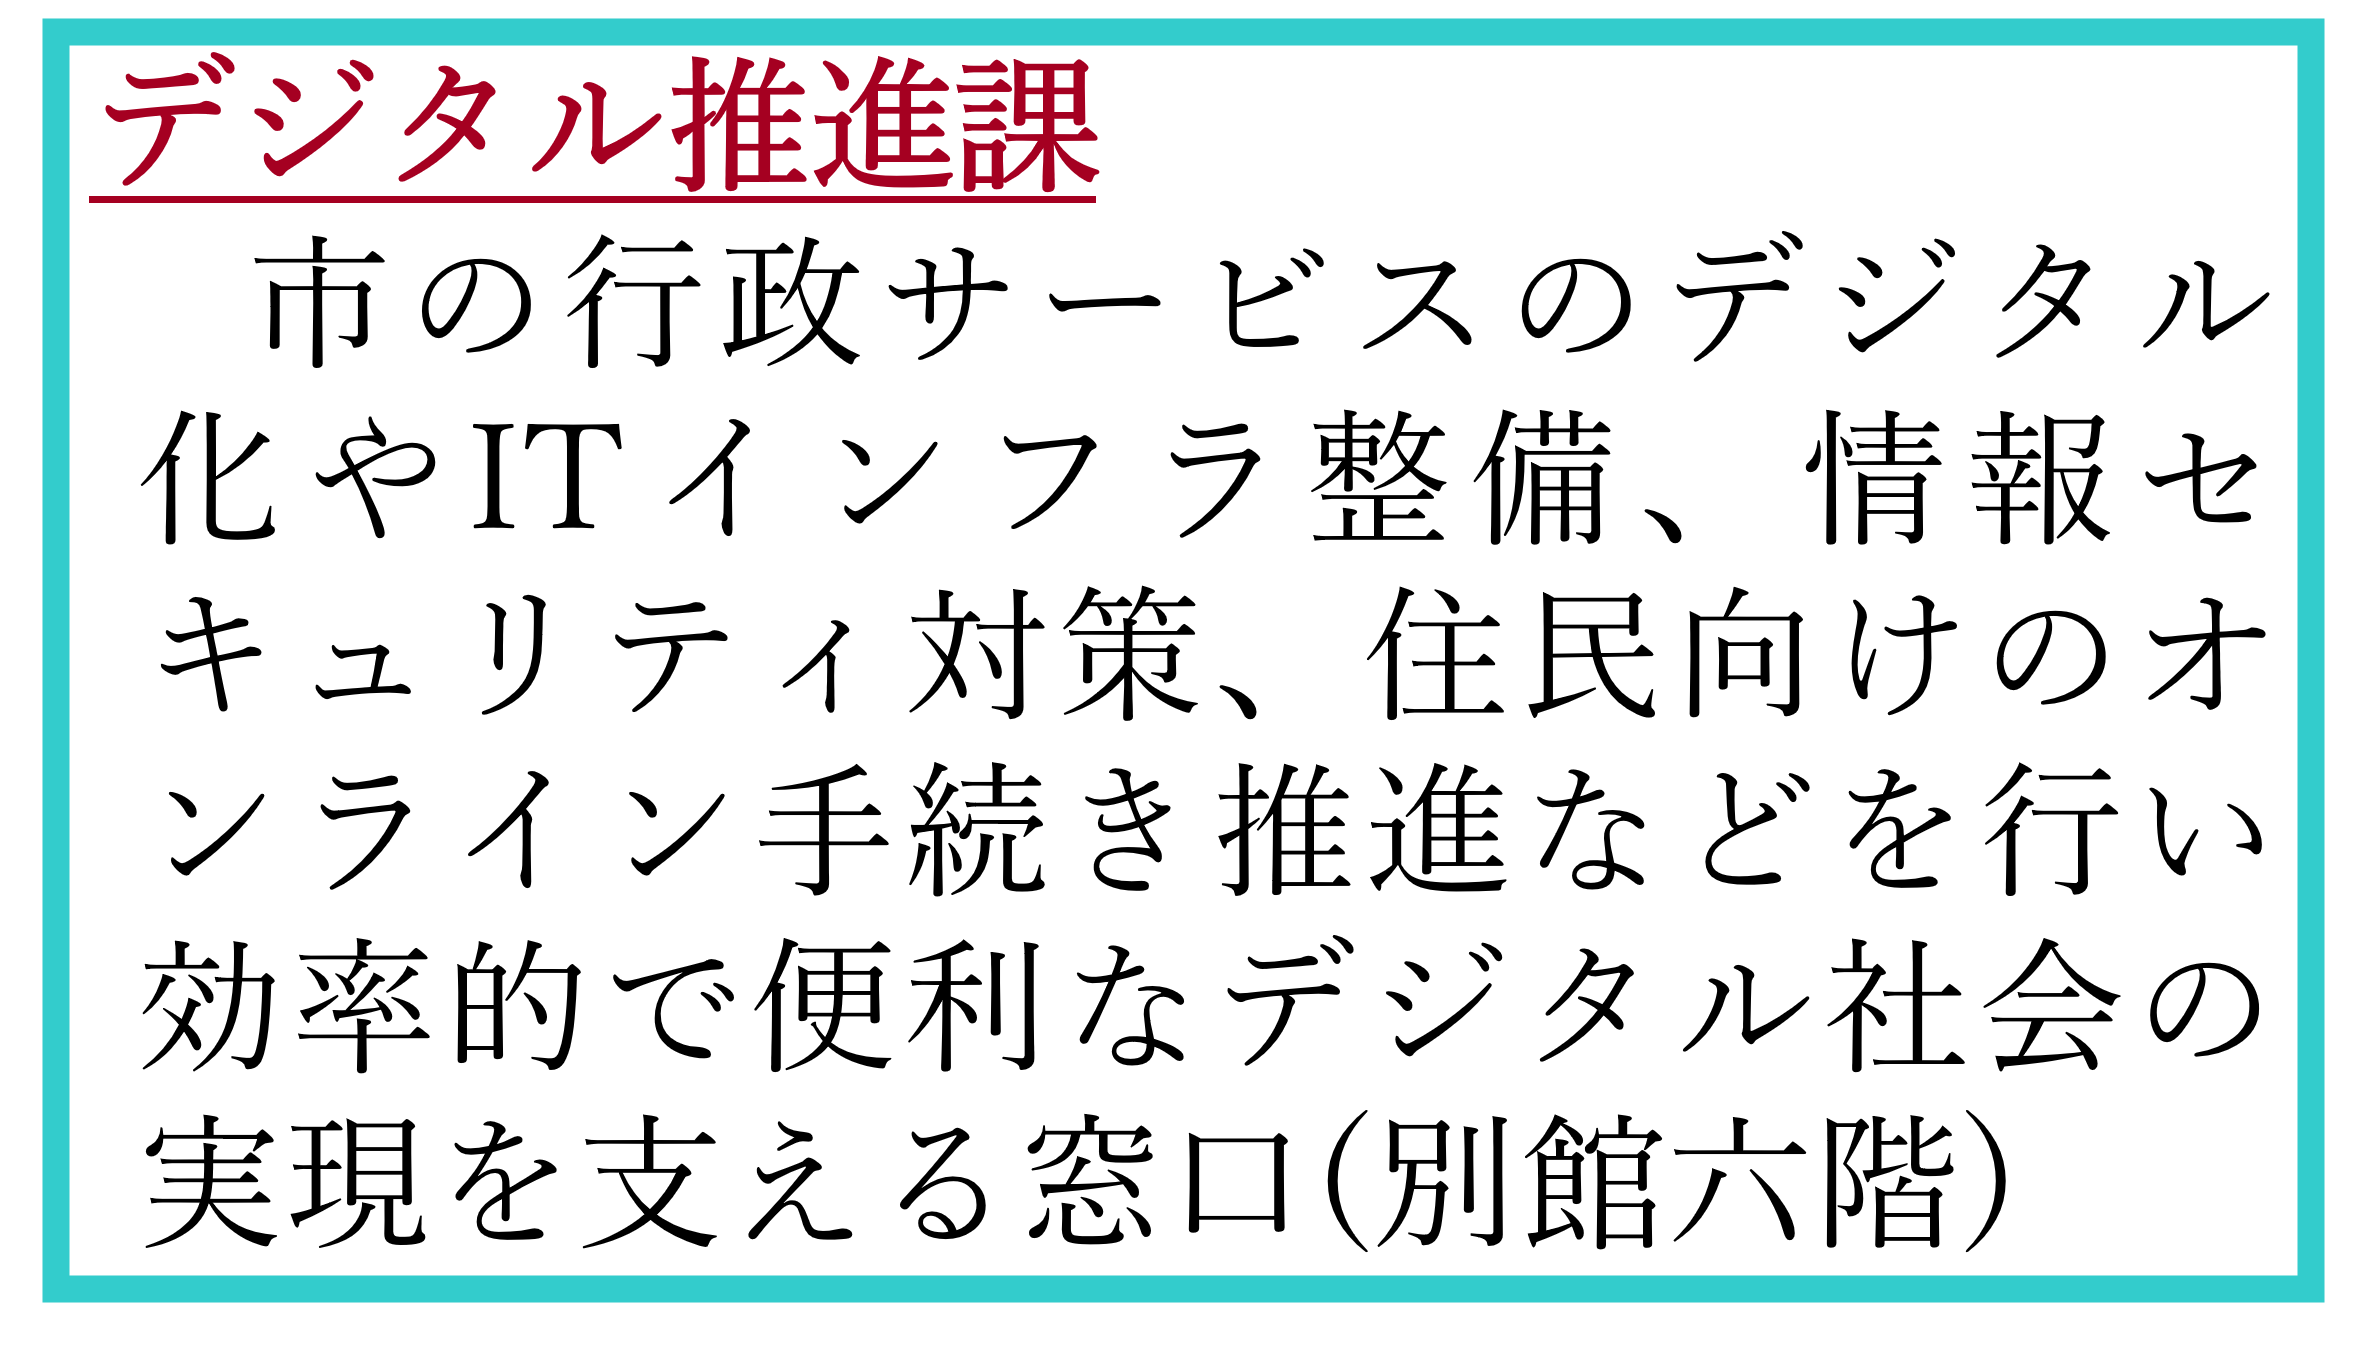 デジタル推進課
市の行政サービスのデジタル
化やITインフラ整備、情報セ
キュリティ対策、住民向けのオ
ンライン手続き推進などを行い
効率的で便利なデジタル社会の
実現を支える窓口(別館六階)